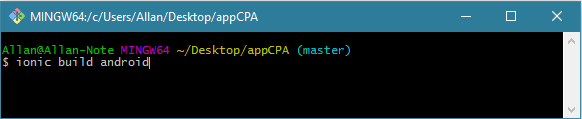 MINGW64:/c/Users/Allan/Desktop/appCPA
Allan@Allan-Note MINGW64 ~/Desktop/appCPA (master)
$ ionic build android